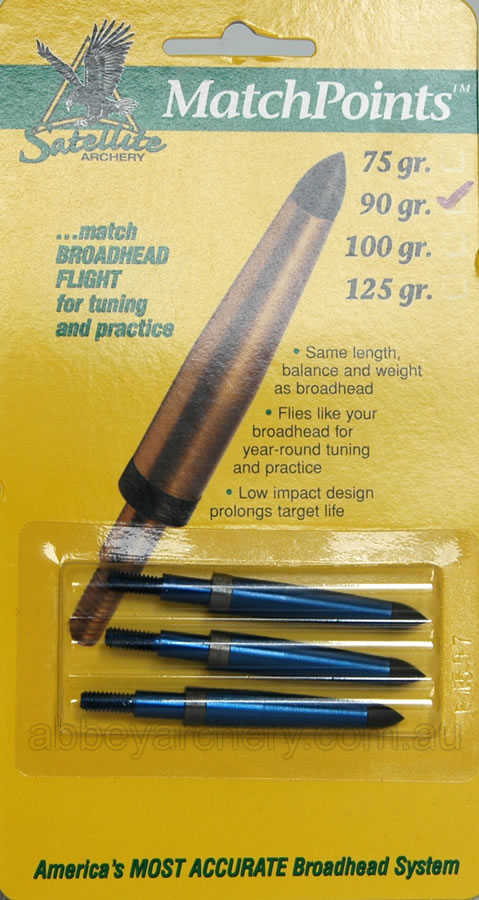 MatchPoints™
Satellite
ARCHERY
75 gr.
90 gr.
100 gr.
125 gr.
...match
BROADHEAD
FLIGHT
for tuning
and practice
• Same length,
balance and weight
as broadhead
• Flies like your
broadhead for
year-round tuning
and practice
• Low impact design
prolongs target life
abbeyarchery.com.au
America's MOST ACCURATE Broadhead System